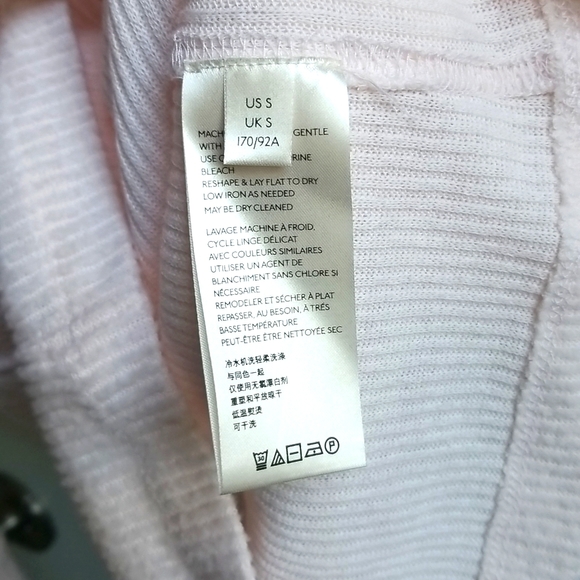 US S
UK S
170/92A
MACH GENTLE
WITH
USE RINE
BLEACH
RESHAPE & LAY FLAT TO DRY
LOW IRON AS NEEDED
MAY BE DRY CLEANED
LAVAGE MACHINE À FROID,
CYCLE LINGE DÉLICAT
AVEC COULEURS SIMILAIRES
UTILISER UN AGENT DE
BLANCHIMENT SANS CHLORE SI
NÉCESSAIRE
REMODELER ET SÉCHER À PLAT
REPASSER, AU BESOIN, À TRÉS
BASSE TEMPÉRATURE
PEUT-ÊTRE ÊTRE NETTOYÉE SEC
冷水机洗轻柔洗涤
与同色一起
仅使用无氯漂白剂
重塑和平放晾干
低温熨烫
可干洗
30
P